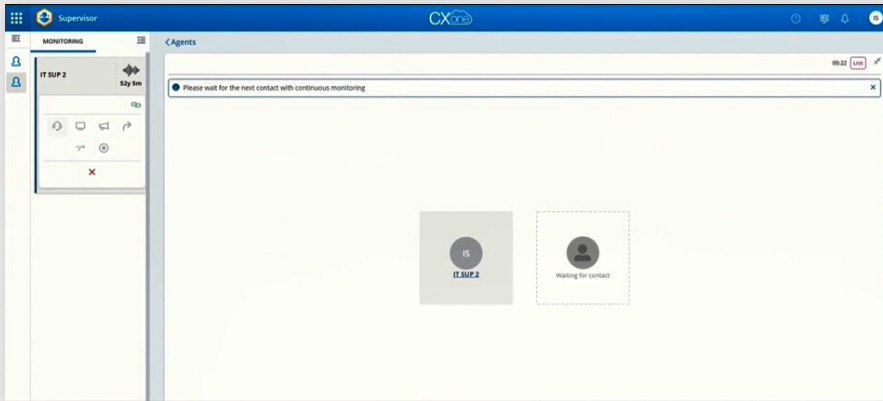 Supervisor
CXone
IS
MONITORING
Agents
IT SUP 2
52y 5m
00:22 LIVE
Please wait for the next contact with continuous monitoring
IS
IT SUP 2
Waiting for contact